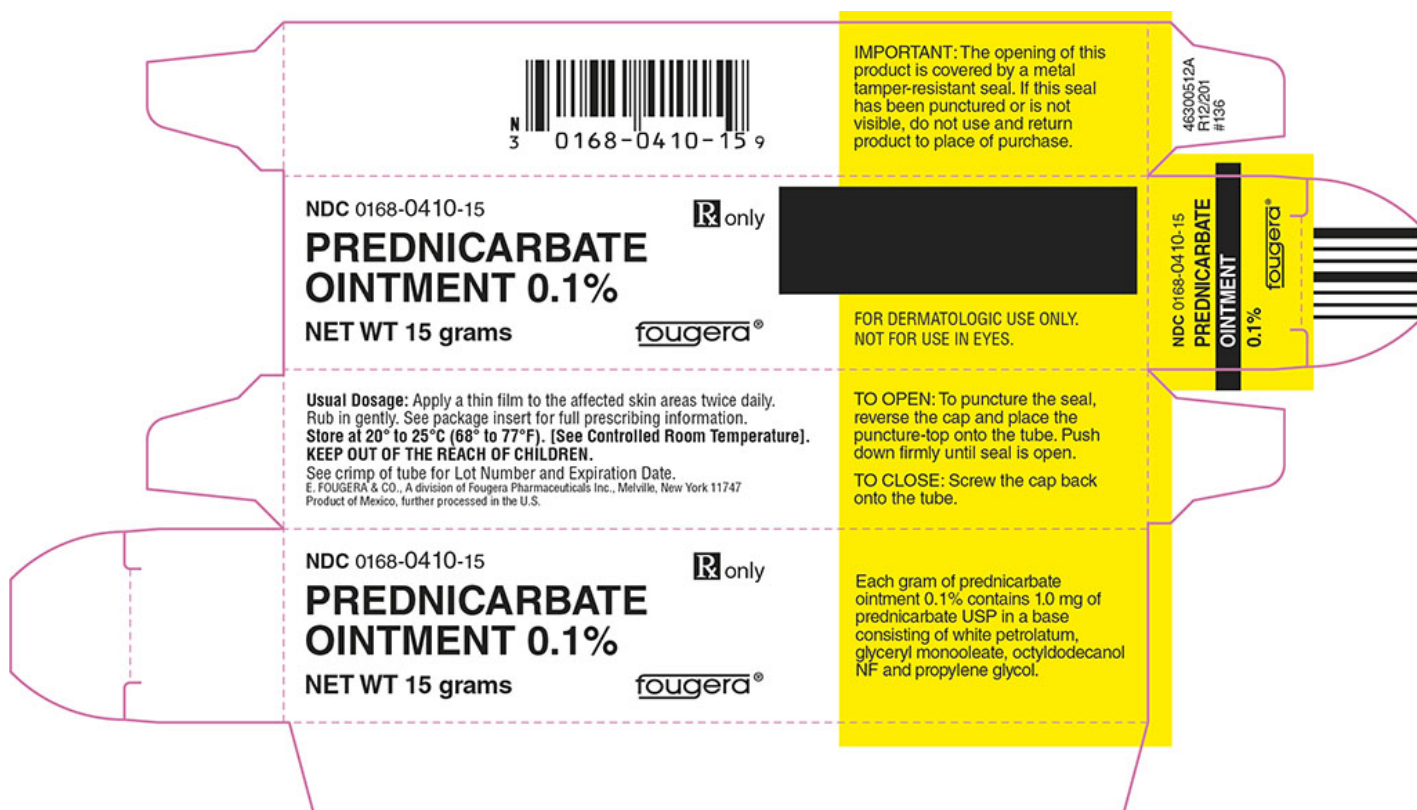 N
3 0168-0410-15 9
IMPORTANT: The opening of this
product is covered by a metal
tamper-resistant seal. If this seal
has been punctured or is not
visible, do not use and return
product to place of purchase.
46300512A
R12/201
#136
NDC 0168-0410-15
Rx only
PREDNICARBATE
OINTMENT 0.1%
NET WT 15 grams
fougera®
FOR DERMATOLOGIC USE ONLY.
NOT FOR USE IN EYES.
NDC 0168-0410-15
PREDNICARBATE
OINTMENT
0.1%
fougera®
Usual Dosage: Apply a thin film to the affected skin areas twice daily.
Rub in gently. See package insert for full prescribing information.
Store at 20° to 25°C (68° to 77°F). [See Controlled Room Temperature].
KEEP OUT OF THE REACH OF CHILDREN.
See crimp of tube for Lot Number and Expiration Date.
E. FOUGERA & CO., A division of Fougera Pharmaceuticals Inc., Melville, New York 11747
Product of Mexico, further processed in the U.S.
TO OPEN: To puncture the seal,
reverse the cap and place the
puncture-top onto the tube. Push
down firmly until seal is open.
TO CLOSE: Screw the cap back
onto the tube.
NDC 0168-0410-15
Rx only
PREDNICARBATE
OINTMENT 0.1%
NET WT 15 grams
fougera®
Each gram of prednicarbate
ointment 0.1% contains 1.0 mg of
prednicarbate USP in a base
consisting of white petrolatum,
glyceryl monooleate, octyldodecanol
NF and propylene glycol.